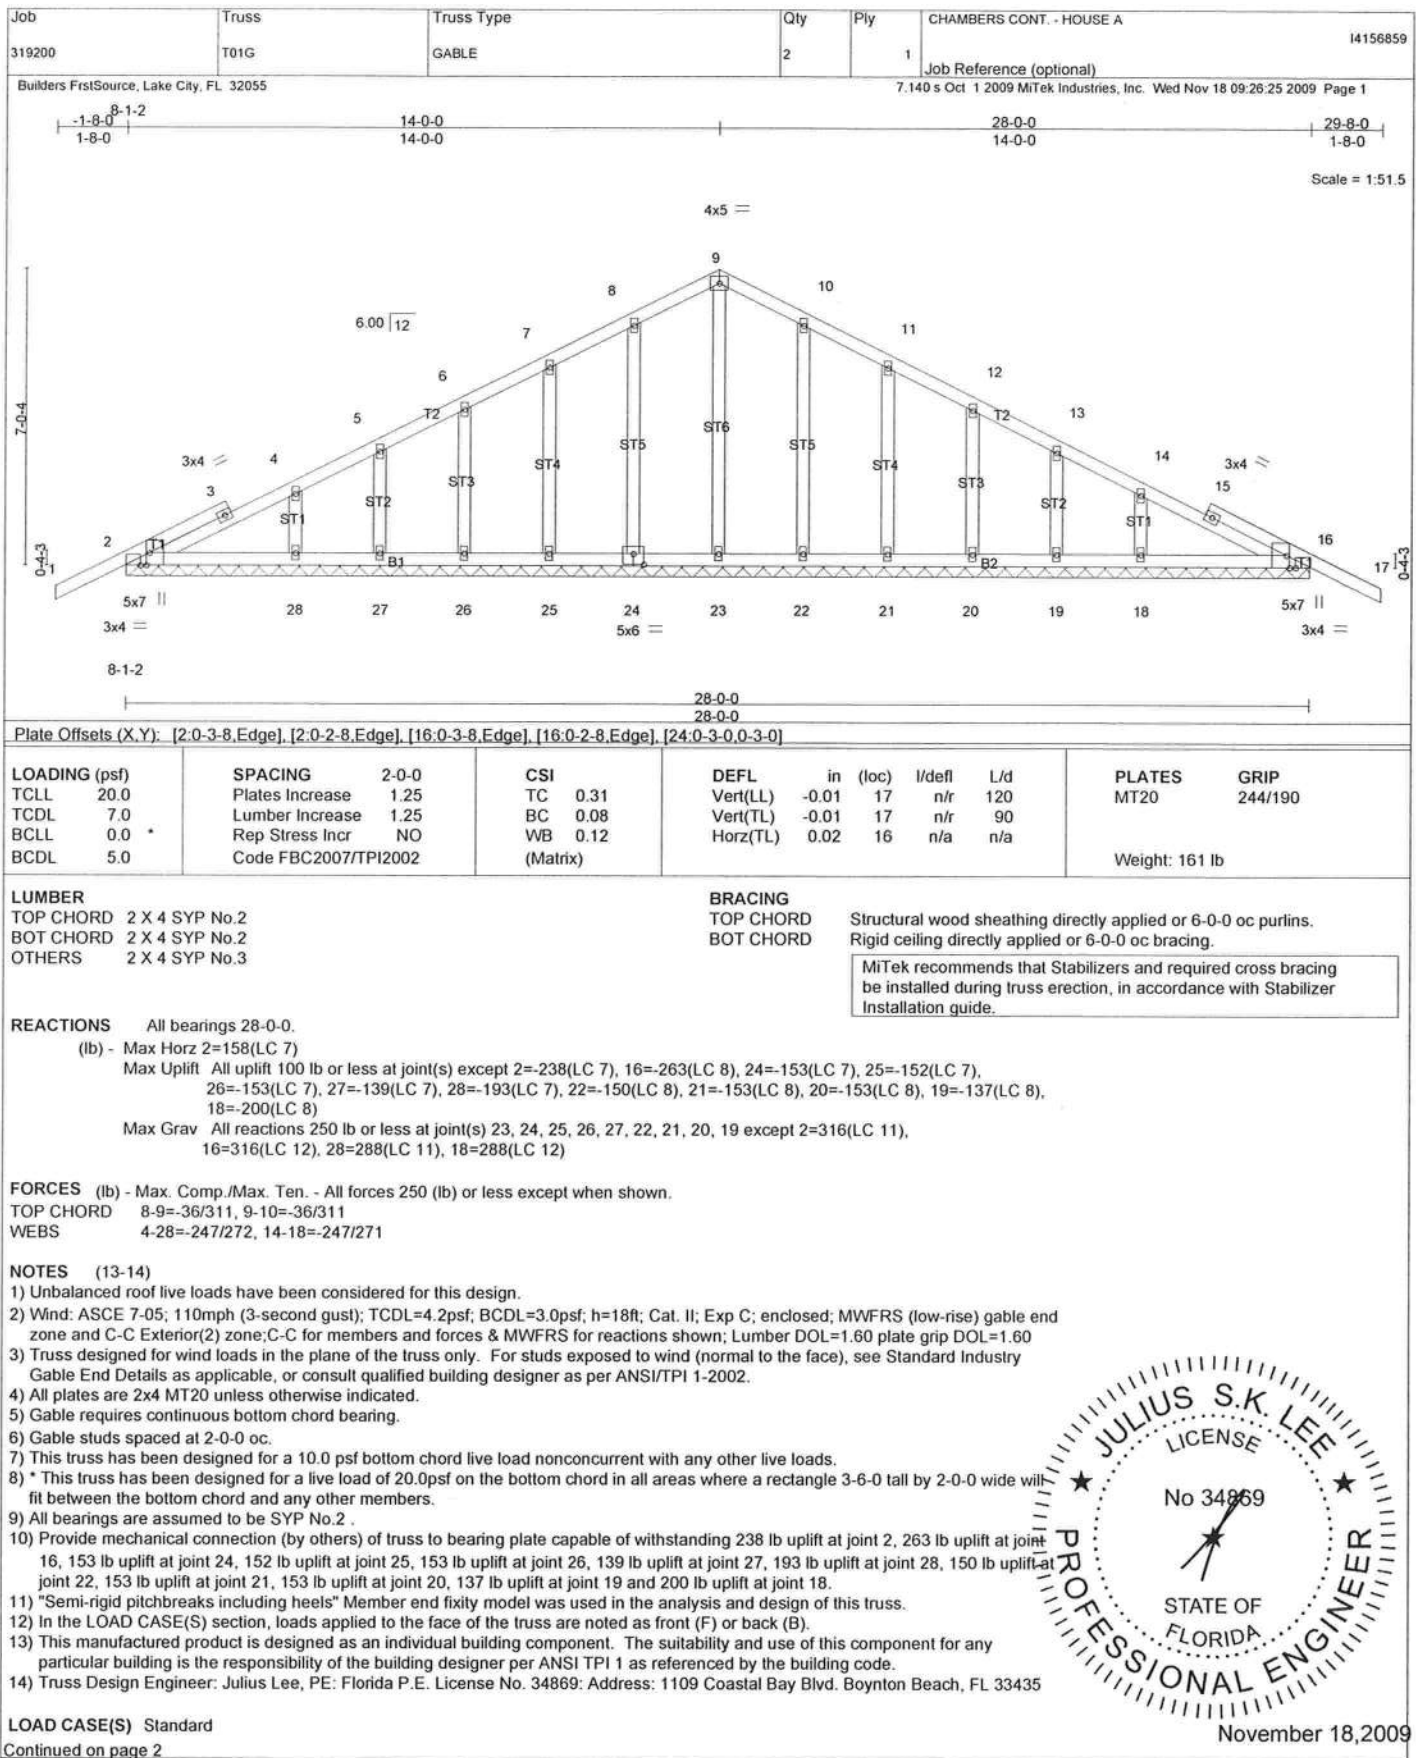 Job Truss Truss Type Qty Ply CHAMBERS CONT. - HOUSE A
I4156859
319200 T01G GABLE 2 1
Job Reference (optional)
Builders FrstSource, Lake City, FL 32055 7.140 s Oct 1 2009 MiTek Industries, Inc. Wed Nov 18 09:26:25 2009 Page 1
8-1-2
-1-8-0 14-0-0 28-0-0 29-8-0
1-8-0 14-0-0 14-0-0 1-8-0
Scale = 1:51.5
4x5 =
9
8 10
6.00 12
7 11
6 12
5 T2 T2 13
7-0-4
ST6
3x4 = 4 ST5 ST5 14 3x4 =
3 ST4 ST4 15
ST2 ST3 ST3 ST2
ST1 ST1
2 T1 16
0-4-3 1 B1 B2 T1 17 0-4-3
5x7 || 28 27 26 25 24 23 22 21 20 19 18 5x7 ||
3x4 = 5x6 = 3x4 =
8-1-2
28-0-0
28-0-0
Plate Offsets (X,Y): [2:0-3-8,Edge], [2:0-2-8,Edge], [16:0-3-8,Edge], [16:0-2-8,Edge], [24:0-3-0,0-3-0]
LOADING (psf) SPACING 2-0-0 CSI DEFL in (loc) l/defl L/d PLATES GRIP
TCLL 20.0 Plates Increase 1.25 TC 0.31 Vert(LL) -0.01 17 n/r 120 MT20 244/190
TCDL 7.0 Lumber Increase 1.25 BC 0.08 Vert(TL) -0.01 17 n/r 90
BCLL 0.0 * Rep Stress Incr NO WB 0.12 Horz(TL) 0.02 16 n/a n/a
BCDL 5.0 Code FBC2007/TPI2002 (Matrix) Weight: 161 lb
LUMBER
TOP CHORD 2 X 4 SYP No.2
BOT CHORD 2 X 4 SYP No.2
OTHERS 2 X 4 SYP No.3
BRACING
TOP CHORD Structural wood sheathing directly applied or 6-0-0 oc purlins.
BOT CHORD Rigid ceiling directly applied or 6-0-0 oc bracing.
MiTek recommends that Stabilizers and required cross bracing
be installed during truss erection, in accordance with Stabilizer
Installation guide.
REACTIONS All bearings 28-0-0.
(lb) - Max Horz 2=158(LC 7)
Max Uplift All uplift 100 lb or less at joint(s) except 2=-238(LC 7), 16=-263(LC 8), 24=-153(LC 7), 25=-152(LC 7),
26=-153(LC 7), 27=-139(LC 7), 28=-193(LC 7), 22=-150(LC 8), 21=-153(LC 8), 20=-153(LC 8), 19=-137(LC 8),
18=-200(LC 8)
Max Grav All reactions 250 lb or less at joint(s) 23, 24, 25, 26, 27, 22, 21, 20, 19 except 2=316(LC 11),
16=316(LC 12), 28=288(LC 11), 18=288(LC 12)
FORCES (lb) - Max. Comp./Max. Ten. - All forces 250 (lb) or less except when shown.
TOP CHORD 8-9=-36/311, 9-10=-36/311
WEBS 4-28=-247/272, 14-18=-247/271
NOTES (13-14)
1) Unbalanced roof live loads have been considered for this design.
2) Wind: ASCE 7-05; 110mph (3-second gust); TCDL=4.2psf; BCDL=3.0psf; h=18ft; Cat. II; Exp C; enclosed; MWFRS (low-rise) gable end
zone and C-C Exterior(2) zone;C-C for members and forces & MWFRS for reactions shown; Lumber DOL=1.60 plate grip DOL=1.60
3) Truss designed for wind loads in the plane of the truss only. For studs exposed to wind (normal to the face), see Standard Industry
Gable End Details as applicable, or consult qualified building designer as per ANSI/TPI 1-2002.
4) All plates are 2x4 MT20 unless otherwise indicated.
5) Gable requires continuous bottom chord bearing.
6) Gable studs spaced at 2-0-0 oc.
7) This truss has been designed for a 10.0 psf bottom chord live load nonconcurrent with any other live loads.
8) * This truss has been designed for a live load of 20.0psf on the bottom chord in all areas where a rectangle 3-6-0 tall by 2-0-0 wide will
fit between the bottom chord and any other members.
9) All bearings are assumed to be SYP No.2 .
10) Provide mechanical connection (by others) of truss to bearing plate capable of withstanding 238 lb uplift at joint 2, 263 lb uplift at joint
16, 153 lb uplift at joint 24, 152 lb uplift at joint 25, 153 lb uplift at joint 26, 139 lb uplift at joint 27, 193 lb uplift at joint 28, 150 lb uplift at
joint 22, 153 lb uplift at joint 21, 153 lb uplift at joint 20, 137 lb uplift at joint 19 and 200 lb uplift at joint 18.
11) "Semi-rigid pitchbreaks including heels" Member end fixity model was used in the analysis and design of this truss.
12) In the LOAD CASE(S) section, loads applied to the face of the truss are noted as front (F) or back (B).
13) This manufactured product is designed as an individual building component. The suitability and use of this component for any
particular building is the responsibility of the building designer per ANSI TPI 1 as referenced by the building code.
14) Truss Design Engineer: Julius Lee, PE: Florida P.E. License No. 34869: Address: 1109 Coastal Bay Blvd. Boynton Beach, FL 33435
LOAD CASE(S) Standard
Continued on page 2
JULIUS S.K. LEE
LICENSE
No 34869
STATE OF
FLORIDA
PROFESSIONAL ENGINEER
November 18,2009